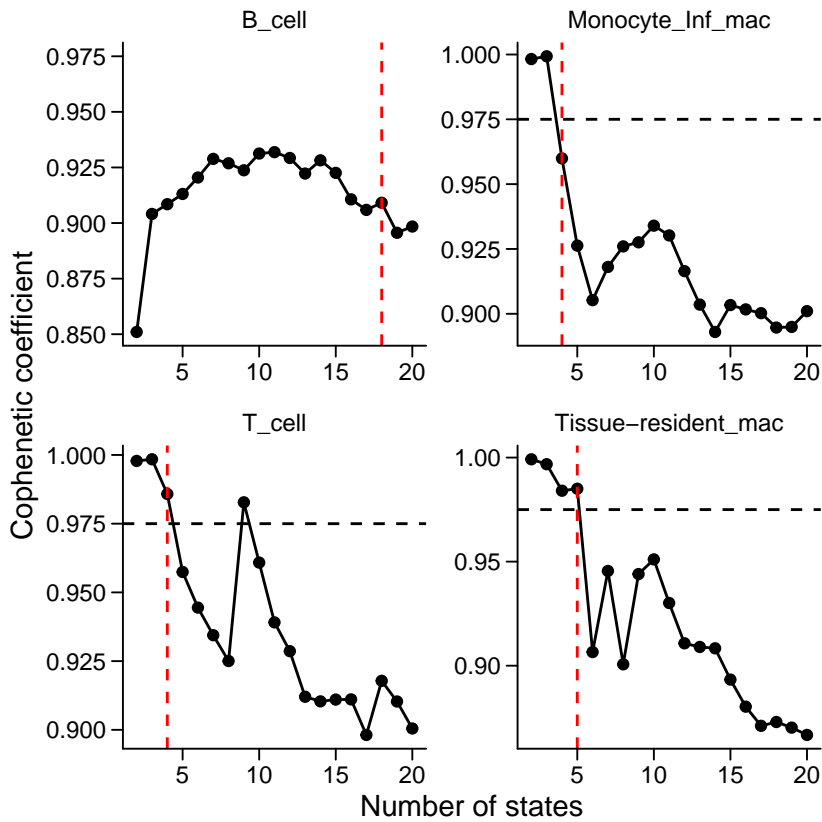 B_cell
0.975
0.950
0.925
0.900
0.875
0.850
5 10 15 20
Monocyte_Inf_mac
1.000
0.975
0.950
0.925
0.900
5 10 15 20
T_cell
1.000
0.975
0.950
0.925
0.900
5 10 15 20
Tissue−resident_mac
1.00
0.95
0.90
5 10 15 20
Cophenetic coefficient
Number of states